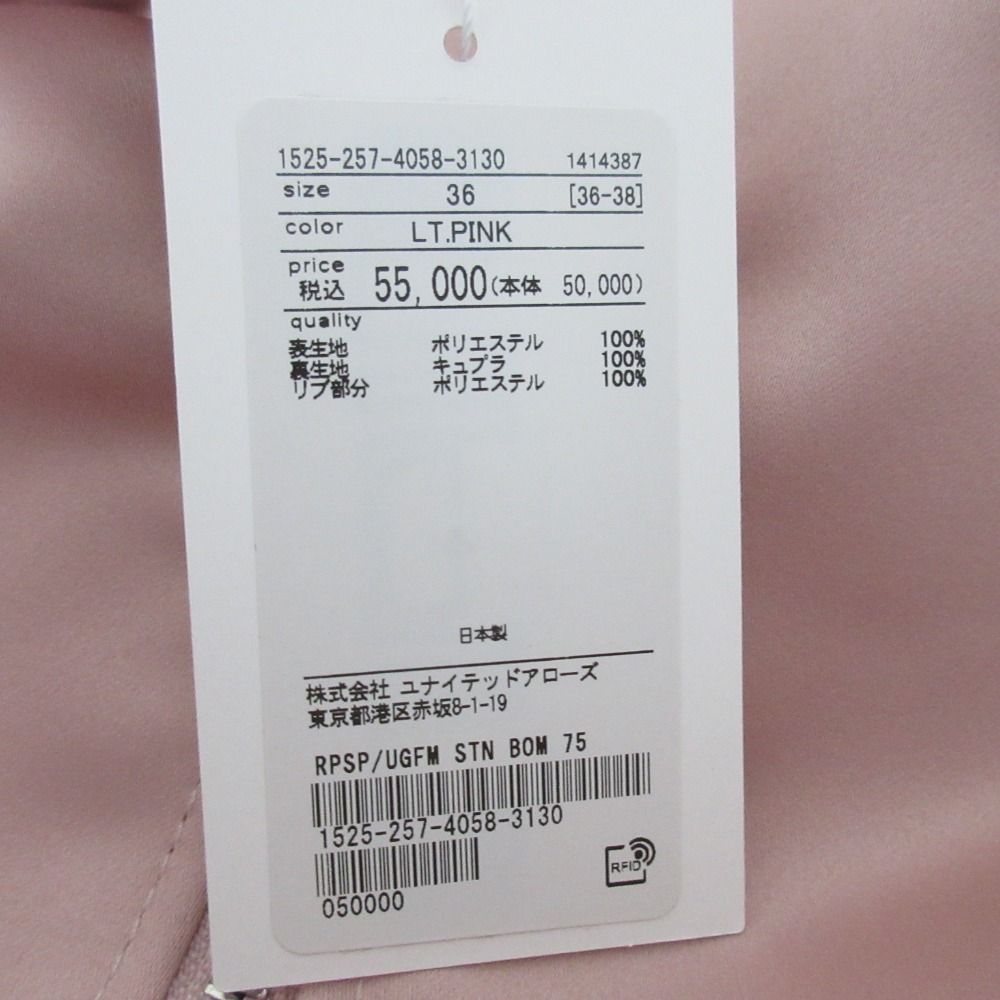 1525-257-4058-3130 1414387
size 36 [36-38]
color LT.PINK
price
税込 55,000(本体 50,000)
quality
表生地 ポリエステル 100%
裏生地 キュプラ 100%
リブ部分 ポリエステル 100%
日本製
株式会社 ユナイテッドアローズ
東京都港区赤坂8-1-19
RPSP/UGFM STN BOM 75
1525-257-4058-3130
050000
RFID